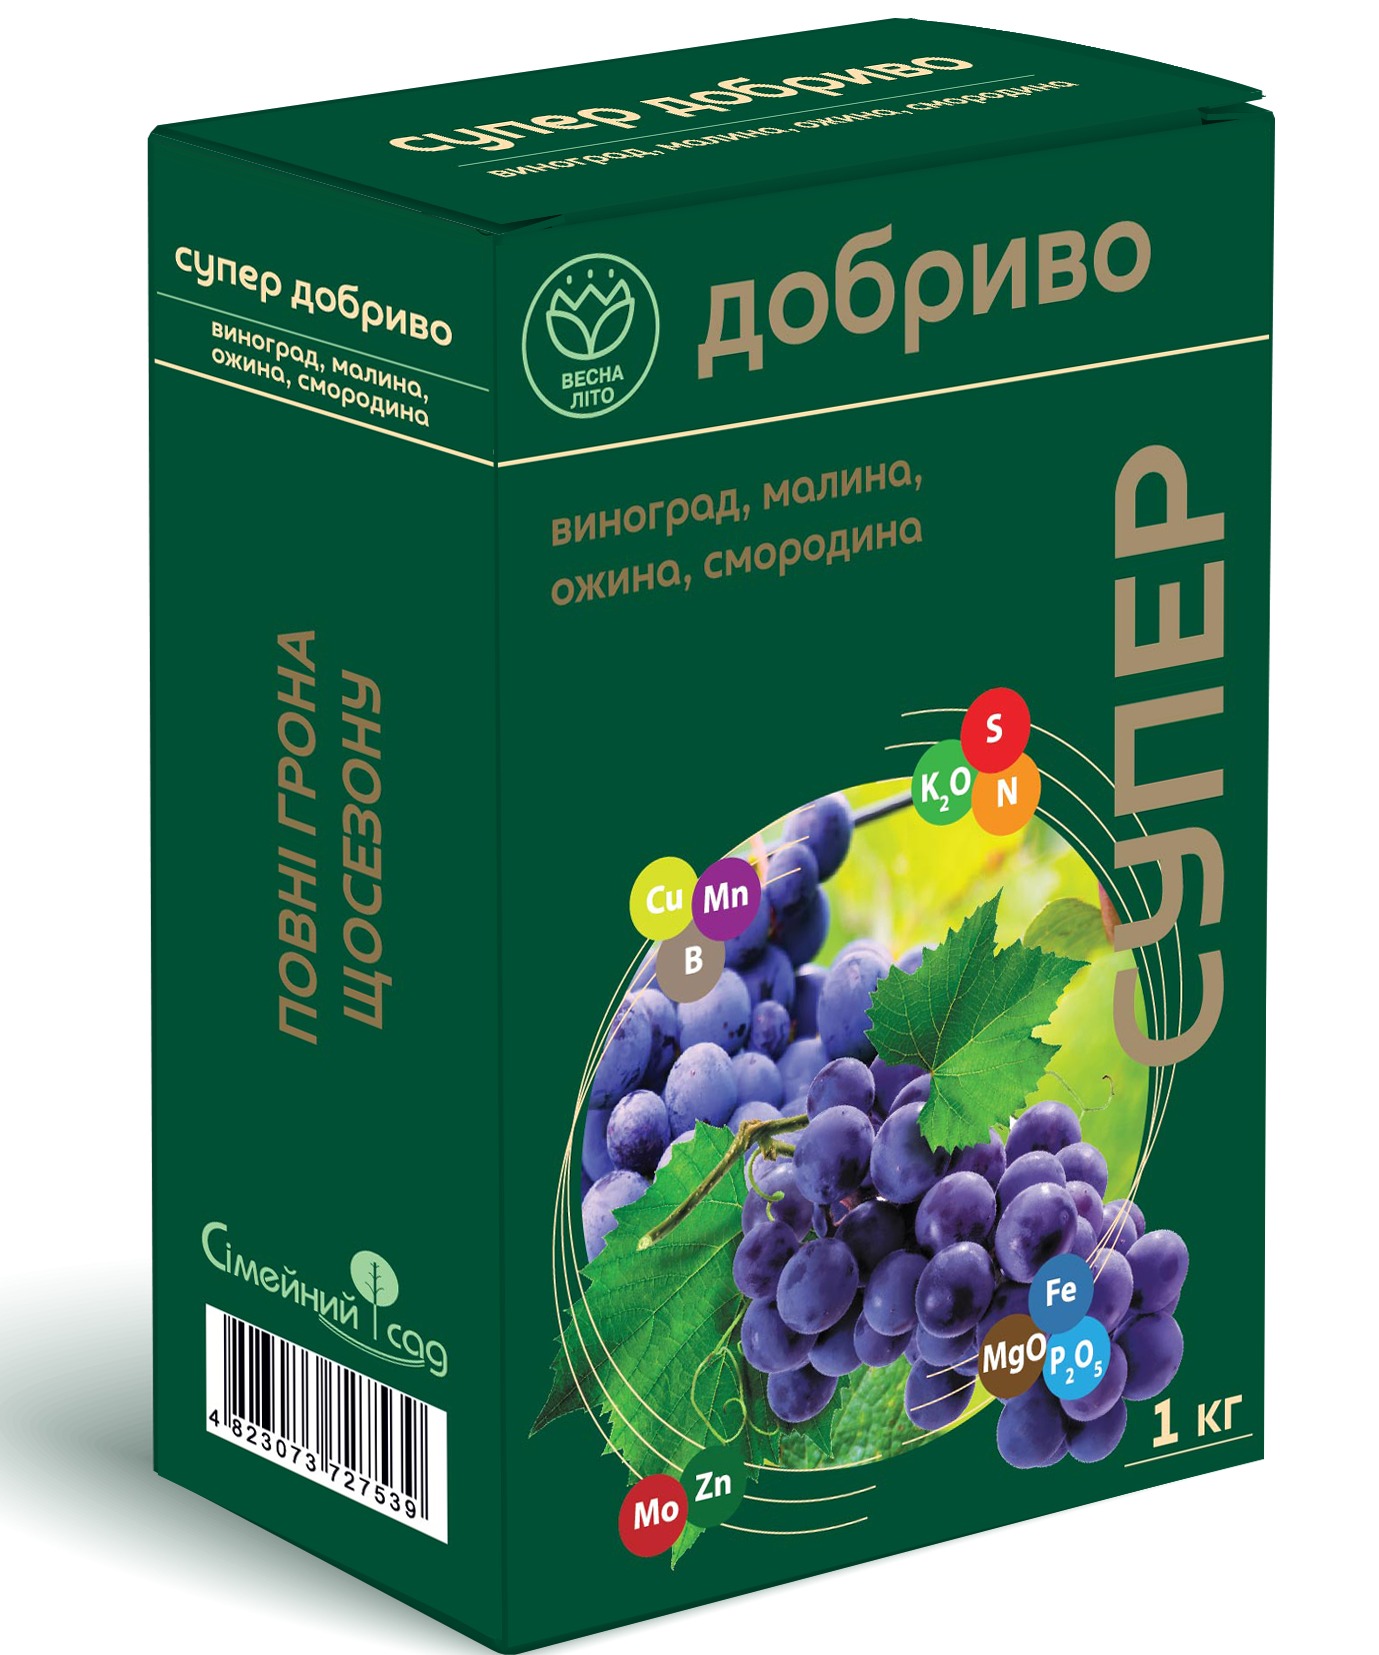 супер добриво
виноград, малина, ожина, смородина
супер добриво
виноград, малина,
ожина, смородина
ПОВНІ ГРОНА
ЩОСЕЗОНУ
Сімейний сад
4 823073 727539
ВЕСНА
ЛІТО
добриво
виноград, малина,
ожина, смородина
СУПЕР
S
K₂O N
Cu Mn
B
Fe
MgO P₂O₅
Mo Zn
1 кг